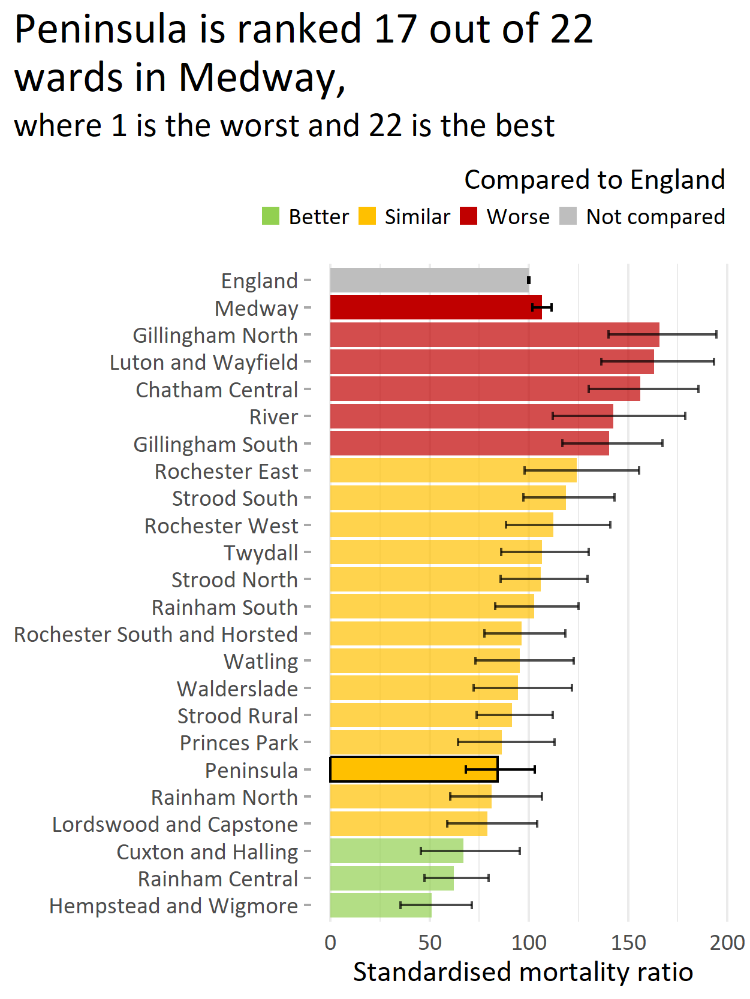 Peninsula is ranked 17 out of 22
wards in Medway,
where 1 is the worst and 22 is the best
Compared to England
Better Similar Worse Not compared
England
Medway
Gillingham North
Luton and Wayfield
Chatham Central
River
Gillingham South
Rochester East
Strood South
Rochester West
Twydall
Strood North
Rainham South
Rochester South and Horsted
Watling
Walderslade
Strood Rural
Princes Park
Peninsula
Rainham North
Lordswood and Capstone
Cuxton and Halling
Rainham Central
Hempstead and Wigmore
0 50 100 150 200
Standardised mortality ratio